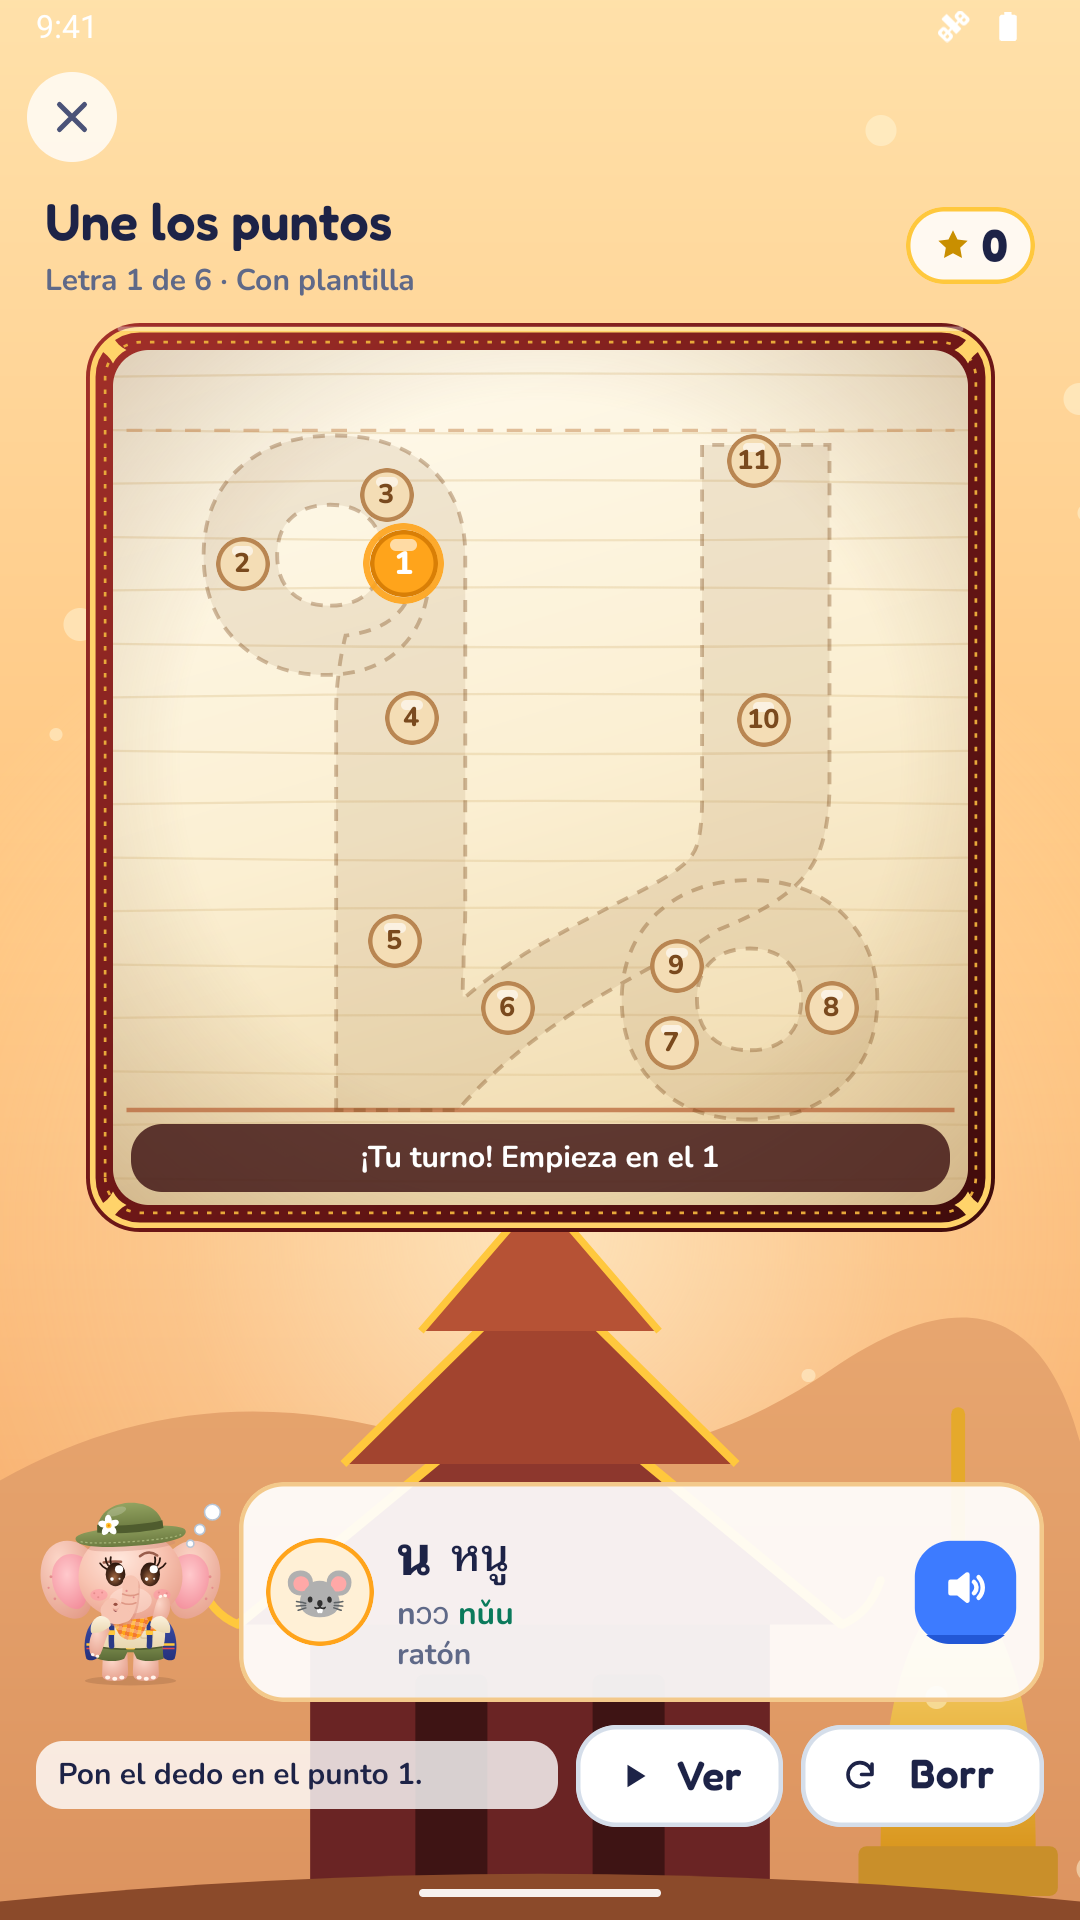 9:41
Une los puntos
Letra 1 de 6 · Con plantilla
0
11
3
2
1
4
10
5
9
6
8
7
¡Tu turno! Empieza en el 1
น หนู
nɔɔ nǔu
ratón
Pon el dedo en el punto 1.
Ver
Borr